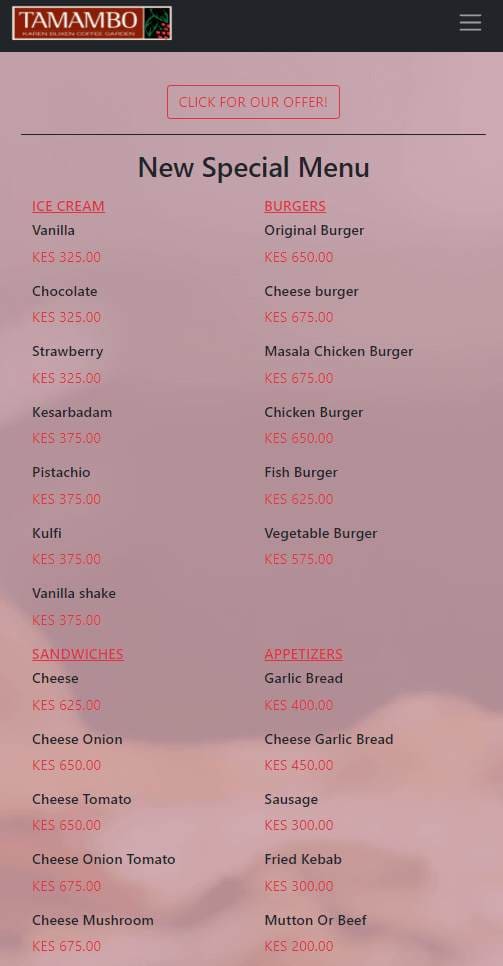 TAMAMBO
KAREN BLIXEN COFFEE GARDEN
CLICK FOR OUR OFFER!
New Special Menu
ICE CREAM
Vanilla
KES 325.00
Chocolate
KES 325.00
Strawberry
KES 325.00
Kesarbadam
KES 375.00
Pistachio
KES 375.00
Kulfi
KES 375.00
Vanilla shake
KES 375.00
BURGERS
Original Burger
KES 650.00
Cheese burger
KES 675.00
Masala Chicken Burger
KES 675.00
Chicken Burger
KES 650.00
Fish Burger
KES 625.00
Vegetable Burger
KES 575.00
SANDWICHES
Cheese
KES 625.00
Cheese Onion
KES 650.00
Cheese Tomato
KES 650.00
Cheese Onion Tomato
KES 675.00
Cheese Mushroom
KES 675.00
APPETIZERS
Garlic Bread
KES 400.00
Cheese Garlic Bread
KES 450.00
Sausage
KES 300.00
Fried Kebab
KES 300.00
Mutton Or Beef
KES 200.00